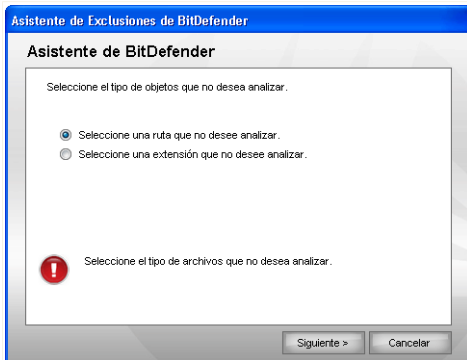 Asistente de Exclusiones de BitDefender
Asistente de BitDefender
Seleccione el tipo de objetos que no desea analizar.
Seleccione una ruta que no desee analizar.
Seleccione una extensión que no desee analizar.
Seleccione el tipo de archivos que no desea analizar.
Siguiente >
Cancelar